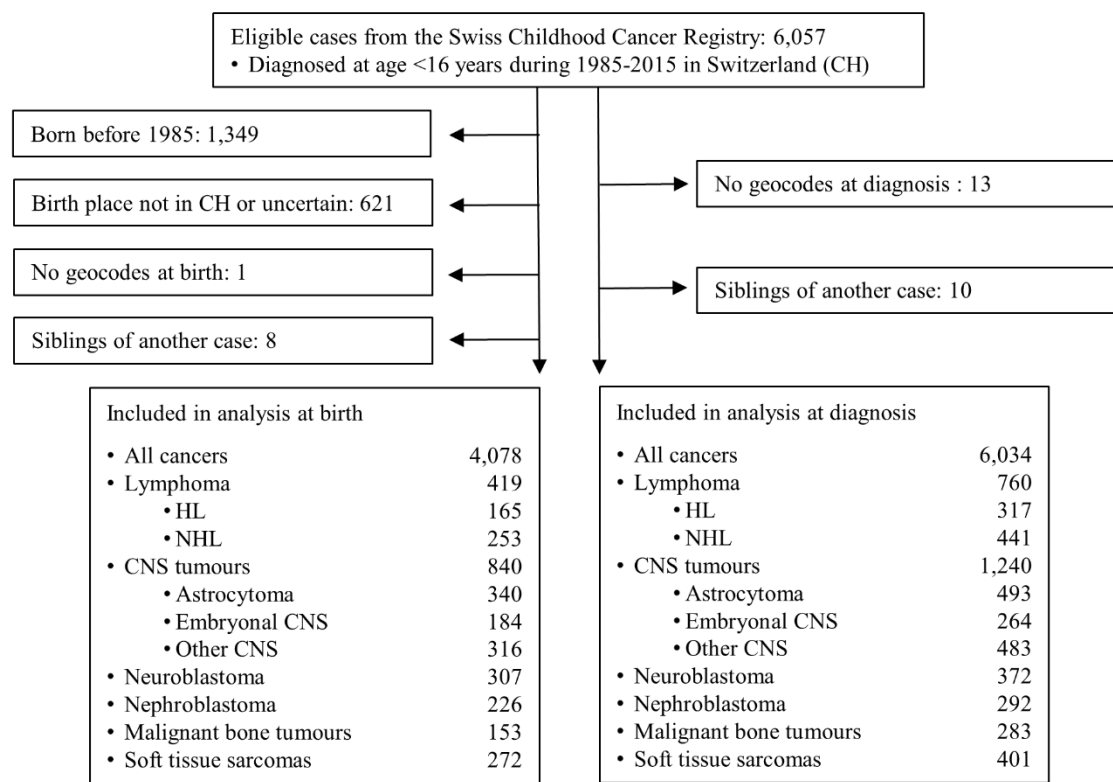 Eligible cases from the Swiss Childhood Cancer Registry: 6,057
• Diagnosed at age <16 years during 1985-2015 in Switzerland (CH)
Born before 1985: 1,349
Birth place not in CH or uncertain: 621
No geocodes at birth: 1
Siblings of another case: 8
No geocodes at diagnosis : 13
Siblings of another case: 10
Included in analysis at birth
• All cancers 4,078
• Lymphoma 419
• HL 165
• NHL 253
• CNS tumours 840
• Astrocytoma 340
• Embryonal CNS 184
• Other CNS 316
• Neuroblastoma 307
• Nephroblastoma 226
• Malignant bone tumours 153
• Soft tissue sarcomas 272
Included in analysis at diagnosis
• All cancers 6,034
• Lymphoma 760
• HL 317
• NHL 441
• CNS tumours 1,240
• Astrocytoma 493
• Embryonal CNS 264
• Other CNS 483
• Neuroblastoma 372
• Nephroblastoma 292
• Malignant bone tumours 283
• Soft tissue sarcomas 401